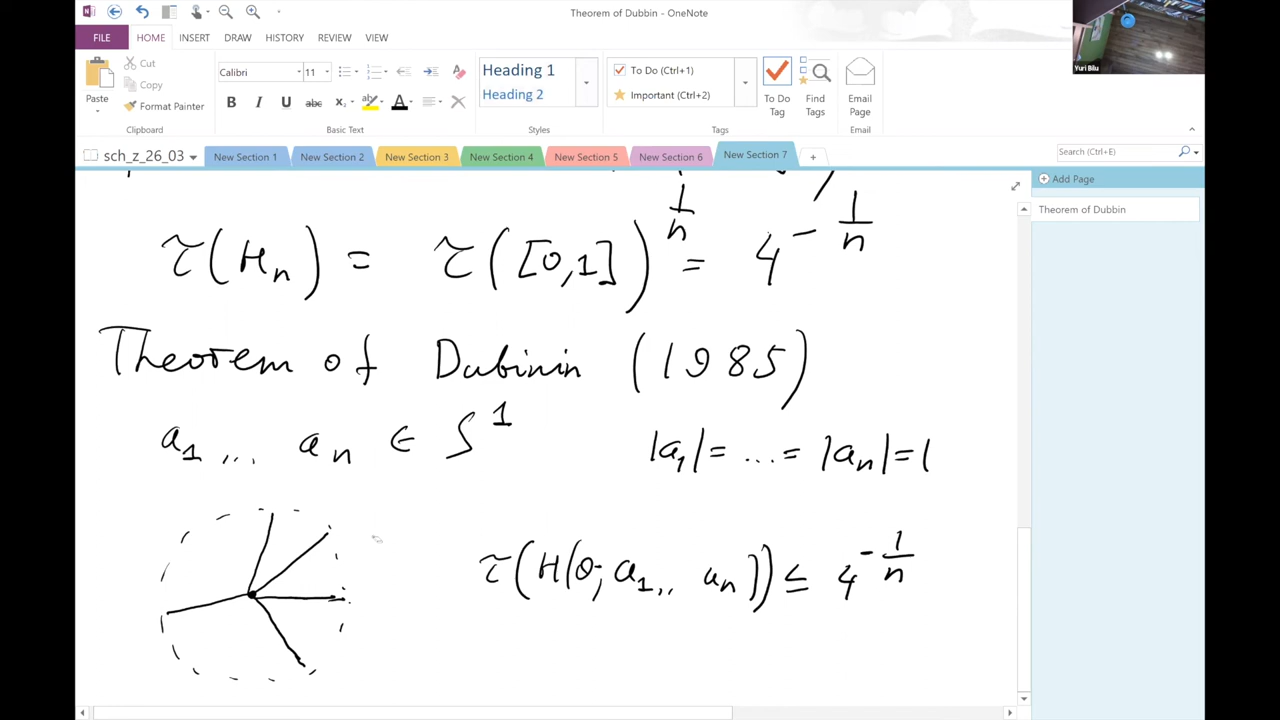 Theorem of Dubbin - OneNote
Yuri Bilu
FILE HOME INSERT DRAW HISTORY REVIEW VIEW
Cut
Copy
Format Painter
Paste
Clipboard
Calibri 11
B I U abc x₂ A
Basic Text
Heading 1
Heading 2
Styles
To Do (Ctrl+1)
Important (Ctrl+2)
To Do Tag
Find Tags
Tags
Email Page
Email
sch_z_26_03
New Section 1 New Section 2 New Section 3 New Section 4 New Section 5 New Section 6 New Section 7 +
Search (Ctrl+E)
Add Page
Theorem of Dubbin
τ(H_n) = τ([0,1])^{1/n} = 4^{-1/n}
Theorem of Dubinin (1985)
a_1 ... a_n ∈ S^1 |a_1| = ... = |a_n| = 1
τ(H(0; a_1,, a_n)) ≤ 4^{-1/n}